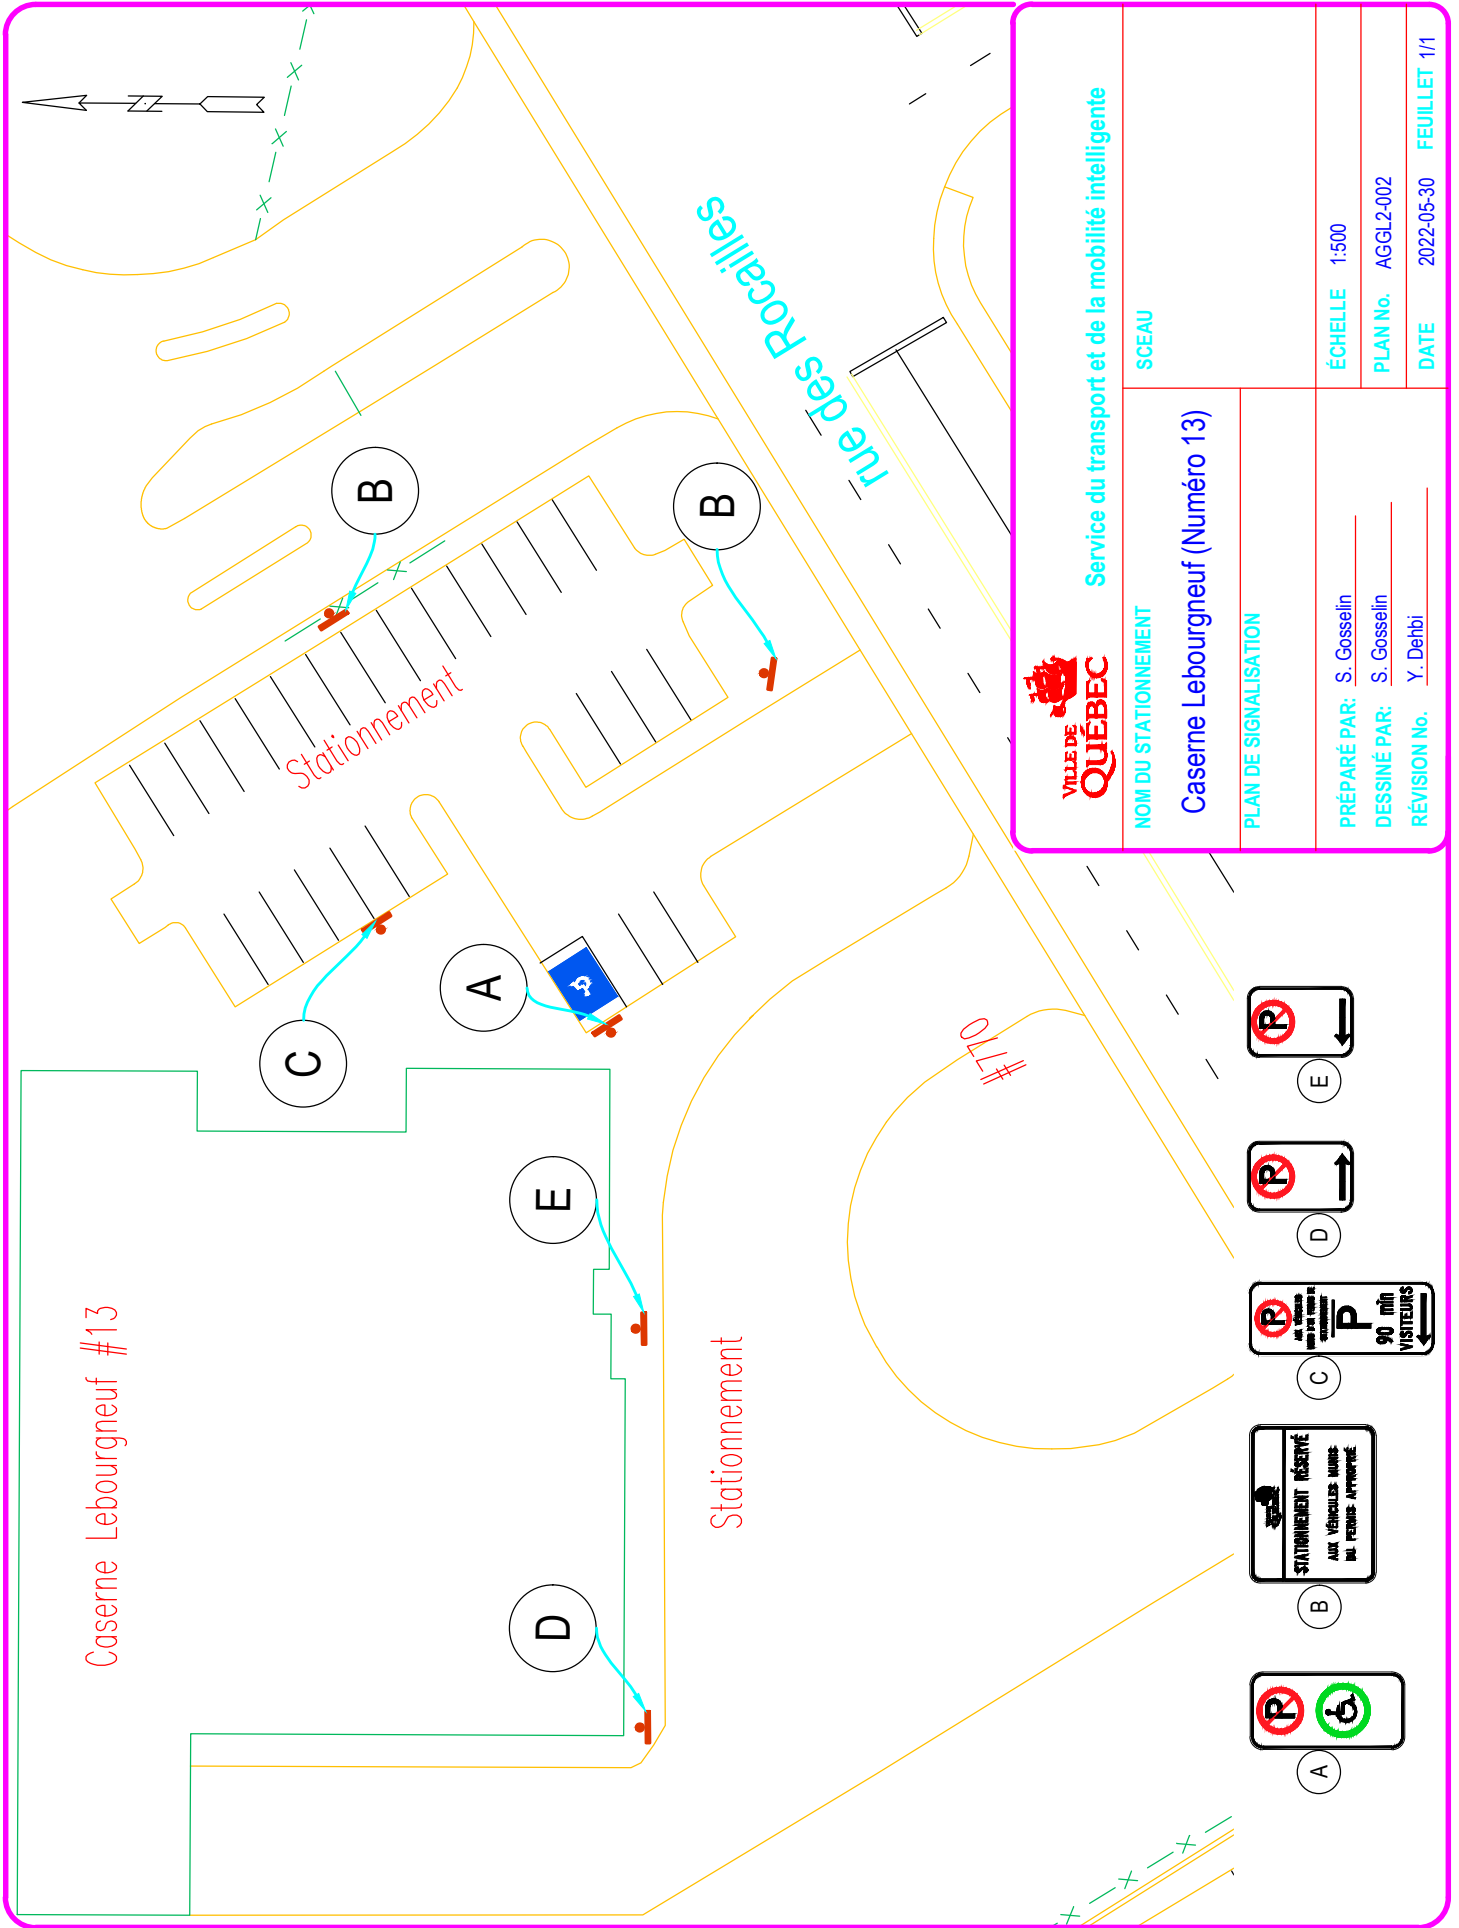 Caserne Lebourgneuf #13
Stationnement
Stationnement
#770
rue des Rocailles
A
B
B
C
D
E
A
B
STATIONNEMENT RÉSERVÉ
AUX VÉHICULES MUNIS
DU PERMIS APPROPRIÉ
C
P
AUX VÉHICULES
P
90 min
VISITEURS
D
P
E
P
P
VILLE DE
QUÉBEC
Service du transport et de la mobilité intelligente
NOM DU STATIONNEMENT
Caserne Lebourgneuf (Numéro 13)
SCEAU
PLAN DE SIGNALISATION
PRÉPARÉ PAR: S. Gosselin
DESSINÉ PAR: S. Gosselin
RÉVISION No. Y. Dehbi
ÉCHELLE 1:500
PLAN No. AGGL2-002
DATE 2022-05-30 FEUILLET 1/1